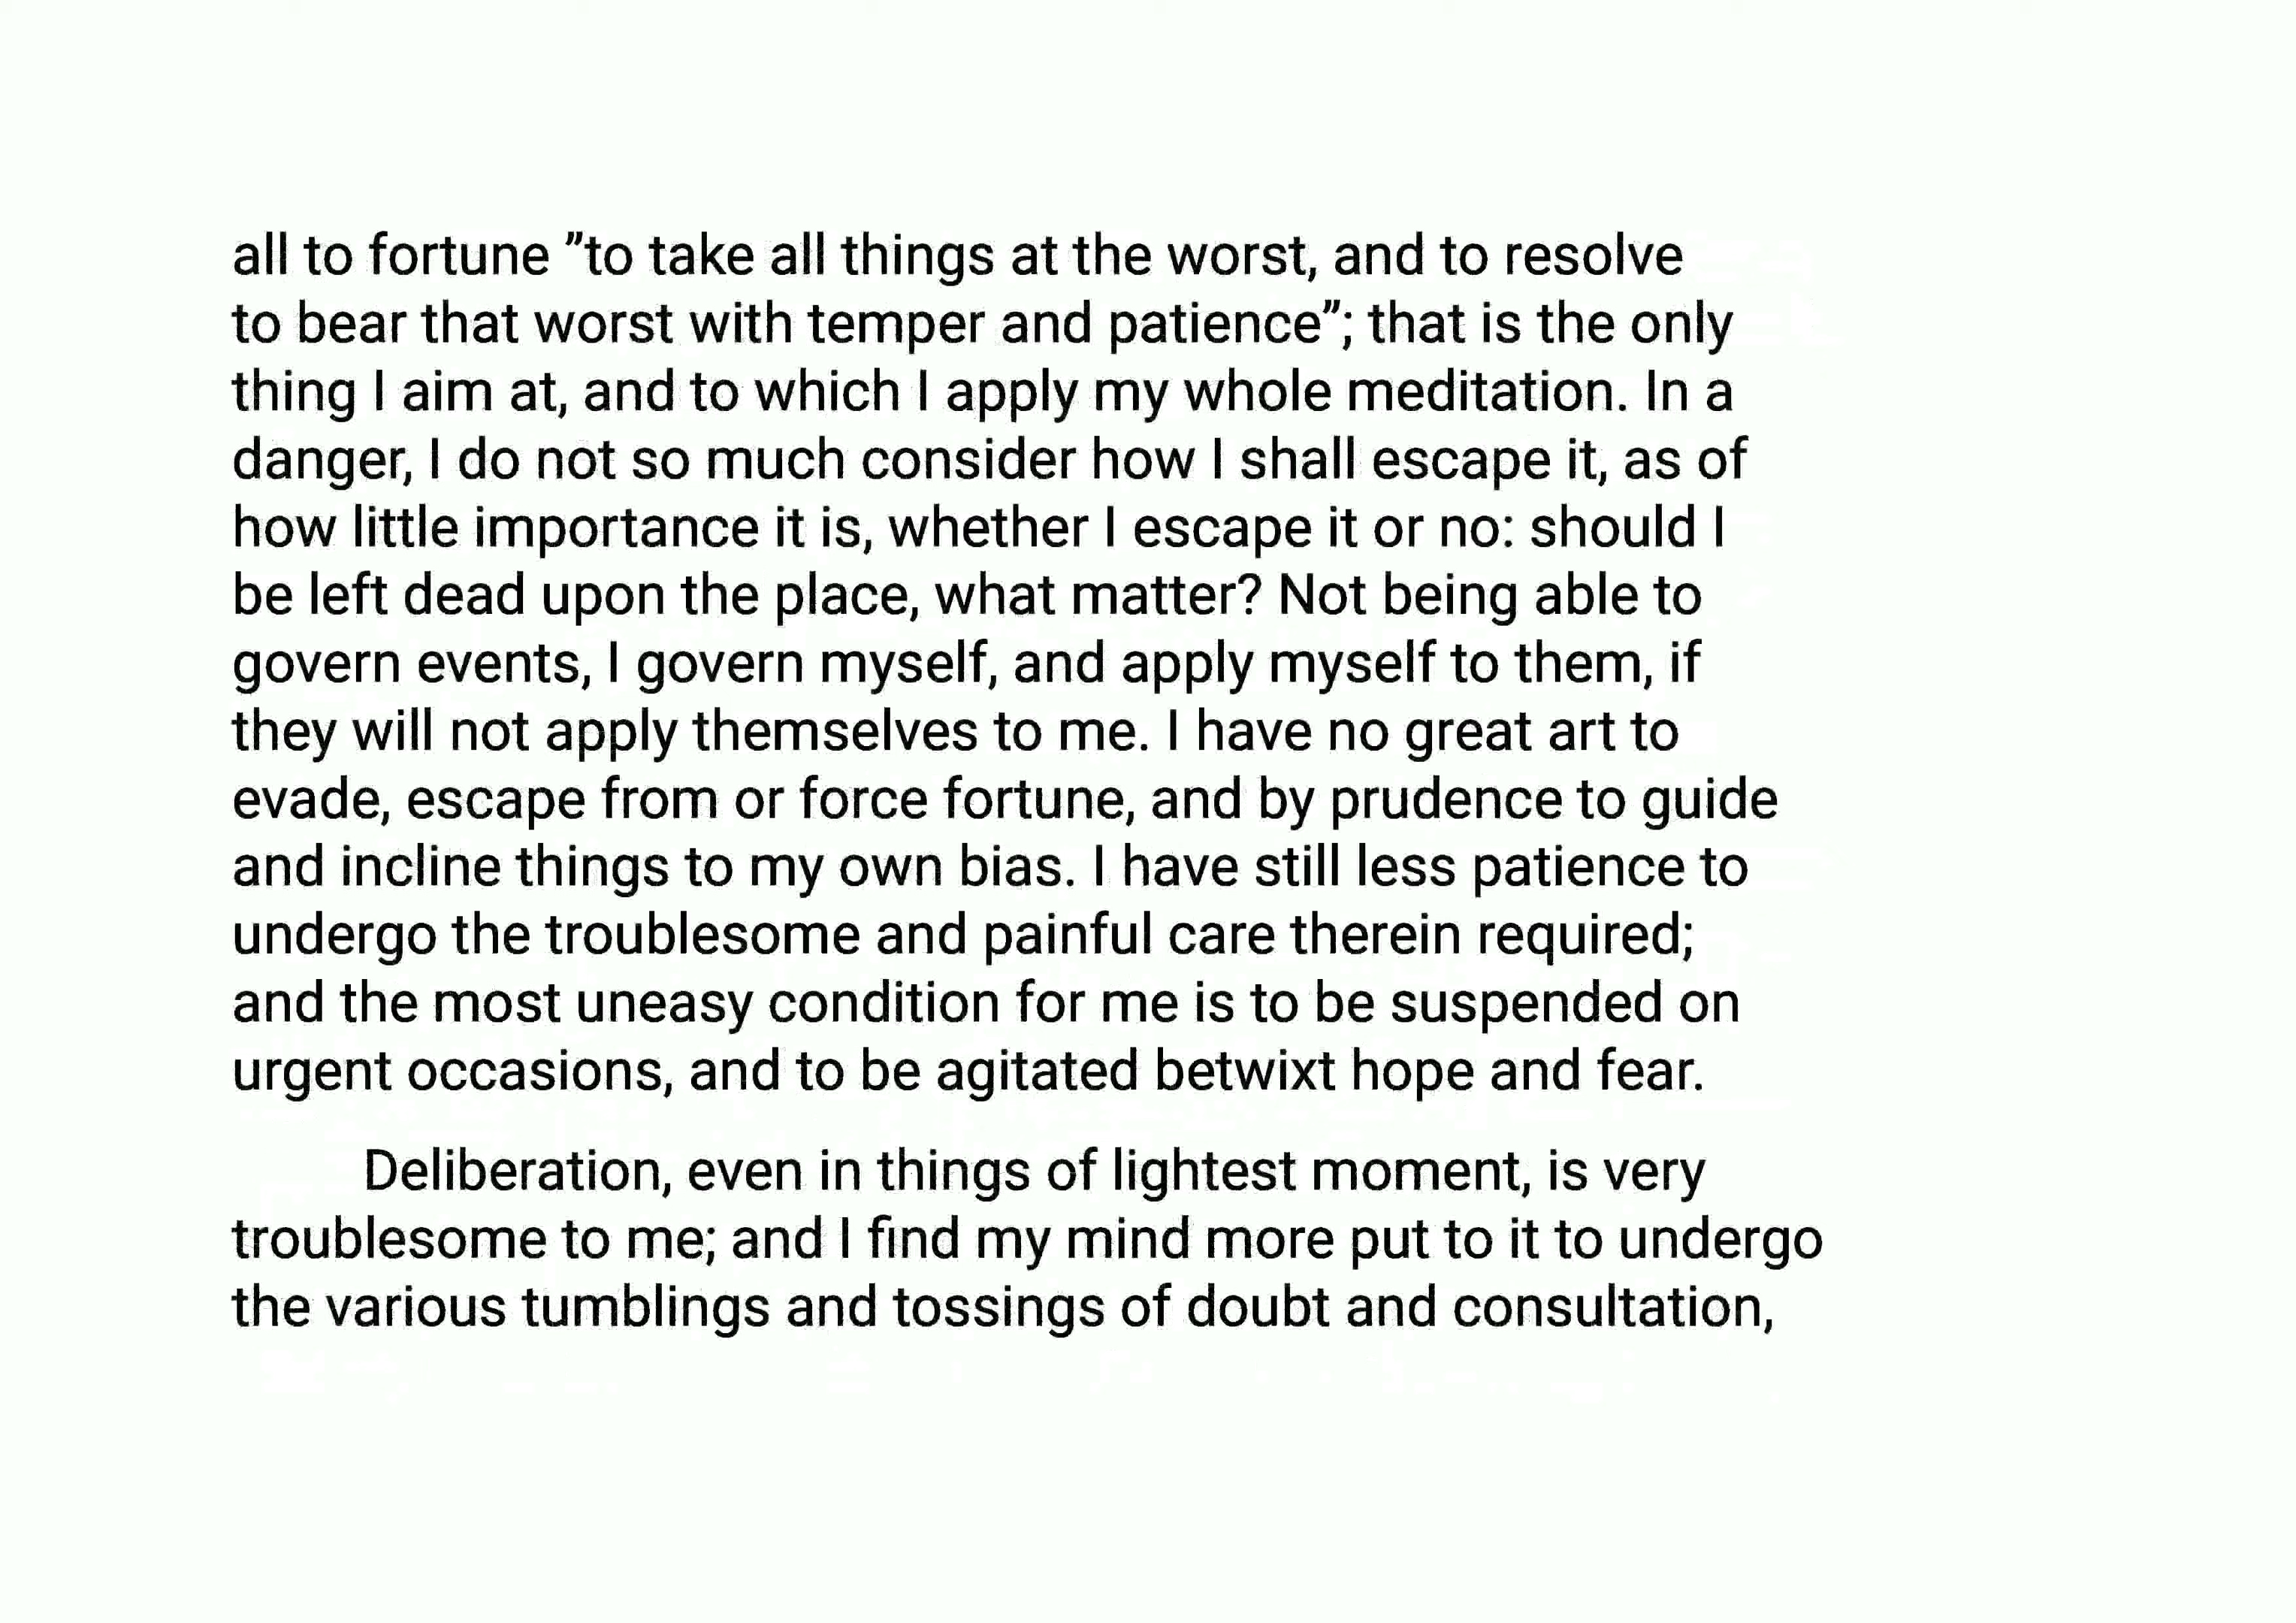 all to fortune ”to take all things at the worst, and to resolve
to bear that worst with temper and patience”; that is the only
thing I aim at, and to which I apply my whole meditation. In a
danger, I do not so much consider how I shall escape it, as of
how little importance it is, whether I escape it or no: should I
be left dead upon the place, what matter? Not being able to
govern events, I govern myself, and apply myself to them, if
they will not apply themselves to me. I have no great art to
evade, escape from or force fortune, and by prudence to guide
and incline things to my own bias. I have still less patience to
undergo the troublesome and painful care therein required;
and the most uneasy condition for me is to be suspended on
urgent occasions, and to be agitated betwixt hope and fear.
Deliberation, even in things of lightest moment, is very
troublesome to me; and I find my mind more put to it to undergo
the various tumblings and tossings of doubt and consultation,